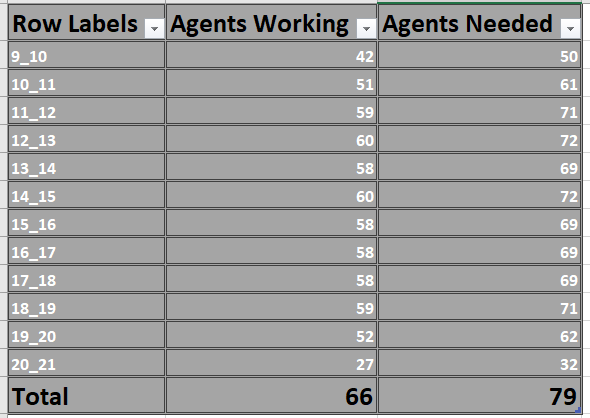 Row Labels Agents Working Agents Needed
9_10 42 50
10_11 51 61
11_12 59 71
12_13 60 72
13_14 58 69
14_15 60 72
15_16 58 69
16_17 58 69
17_18 58 69
18_19 59 71
19_20 52 62
20_21 27 32
Total 66 79